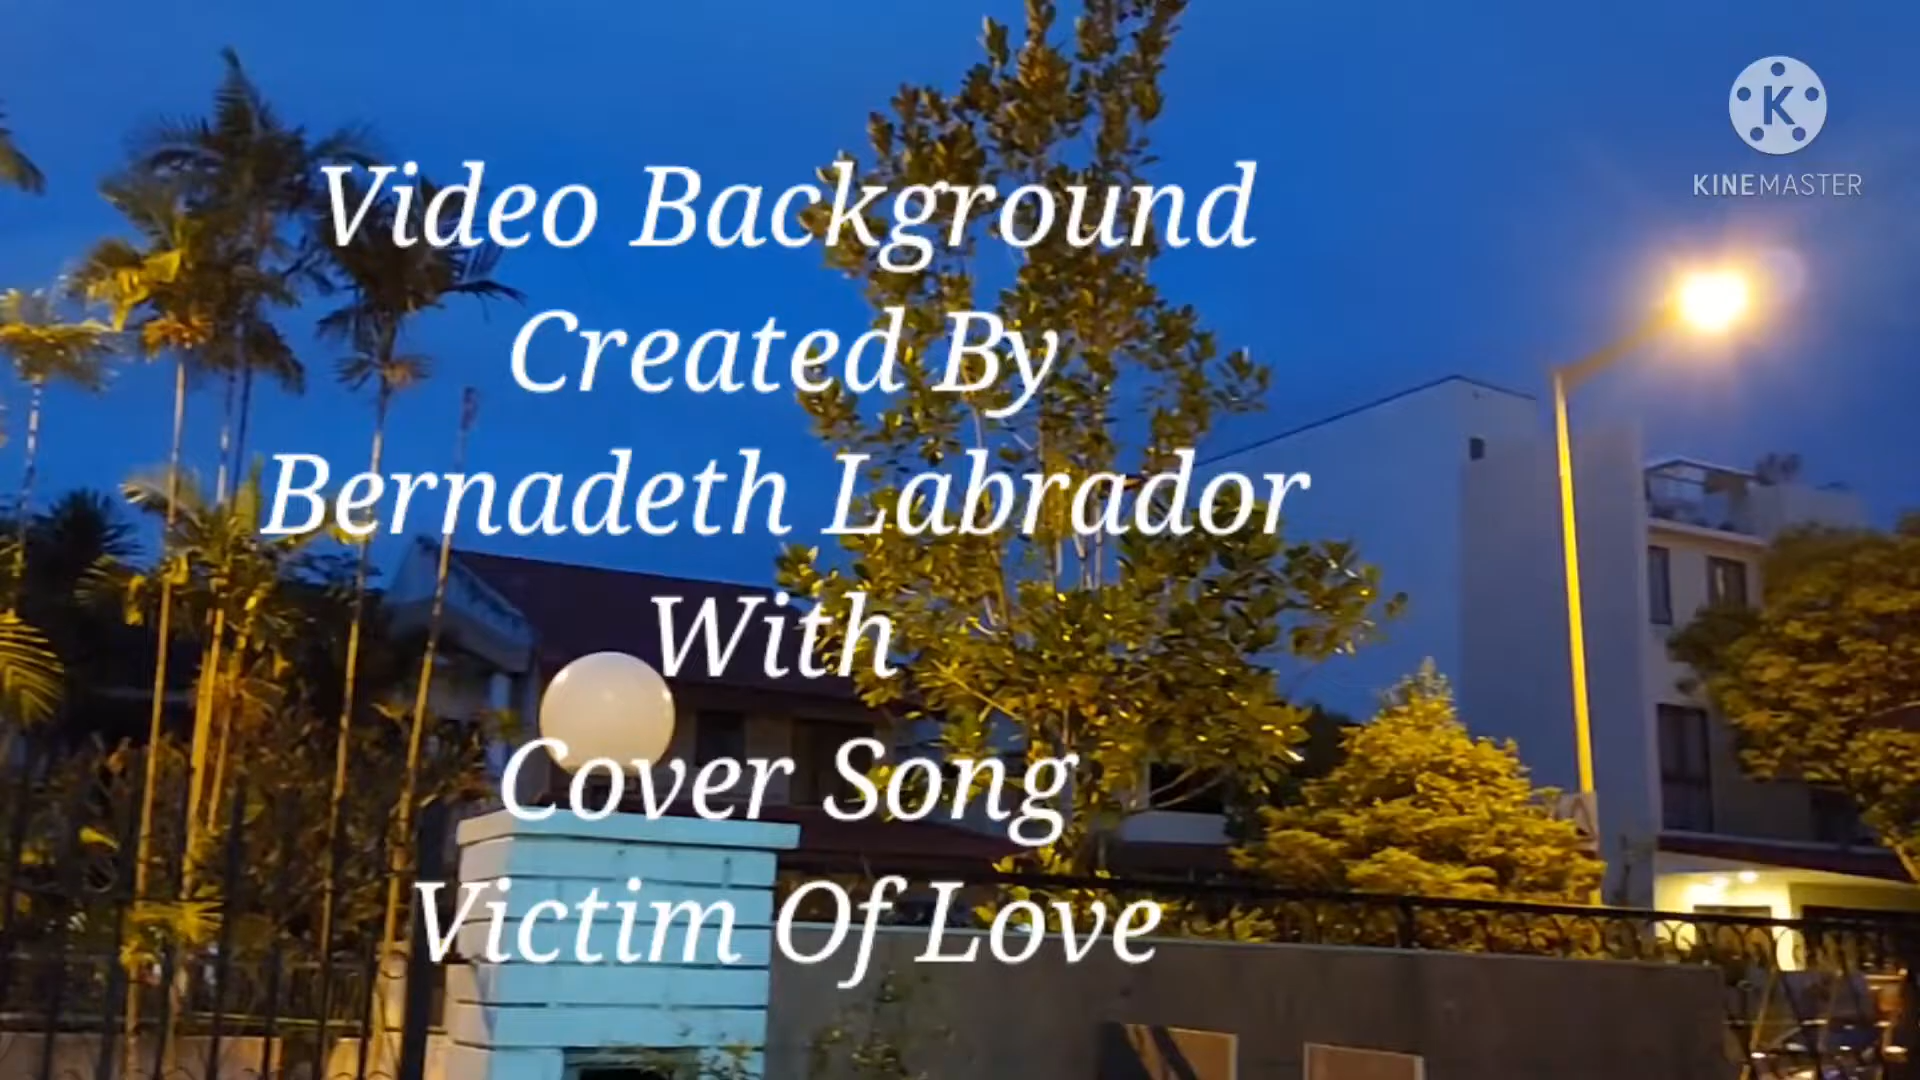 KINEMASTER
Video Background
Created By
Bernadeth Labrador
With
Cover Song
Victim Of Love